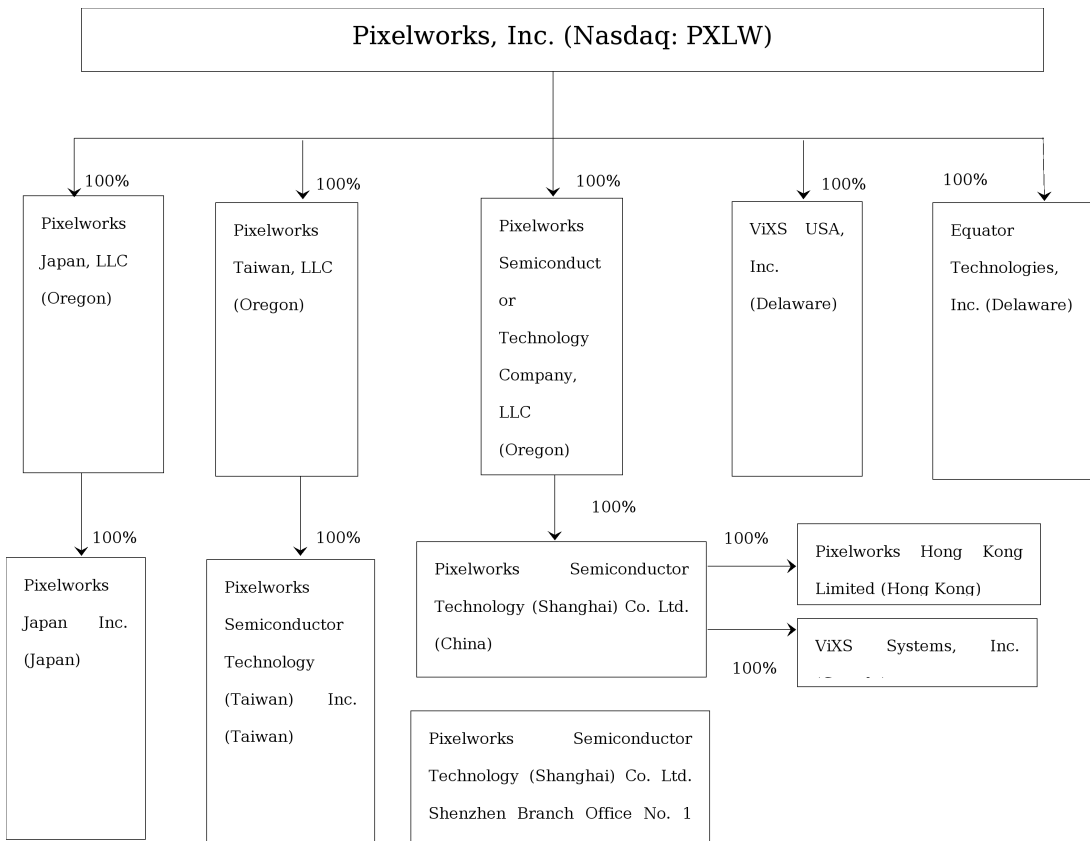 Pixelworks, Inc. (Nasdaq: PXLW)
100%
100%
100%
100%
100%
Pixelworks
Japan, LLC
(Oregon)
Pixelworks
Taiwan, LLC
(Oregon)
Pixelworks
Semiconduct
or
Technology
Company,
LLC
(Oregon)
ViXS USA,
Inc.
(Delaware)
Equator
Technologies,
Inc. (Delaware)
100%
100%
100%
Pixelworks
Japan Inc.
(Japan)
Pixelworks
Semiconductor
Technology
(Taiwan) Inc.
(Taiwan)
Pixelworks Semiconductor
Technology (Shanghai) Co. Ltd.
(China)
100%
Pixelworks Hong Kong
Limited (Hong Kong)
100%
ViXS Systems, Inc.
Pixelworks Semiconductor
Technology (Shanghai) Co. Ltd.
Shenzhen Branch Office No. 1